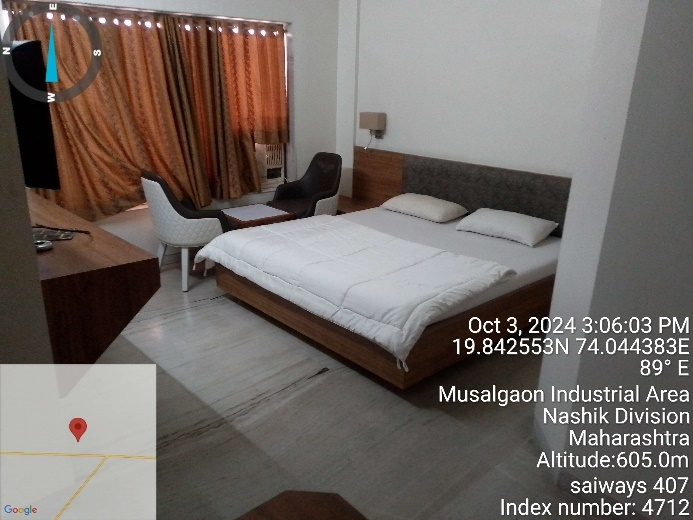 N E S W
Oct 3, 2024 3:06:03 PM
19.842553N 74.044383E
89° E
Musalgaon Industrial Area
Nashik Division
Maharashtra
Altitude:605.0m
saiways 407
Index number: 4712
Google